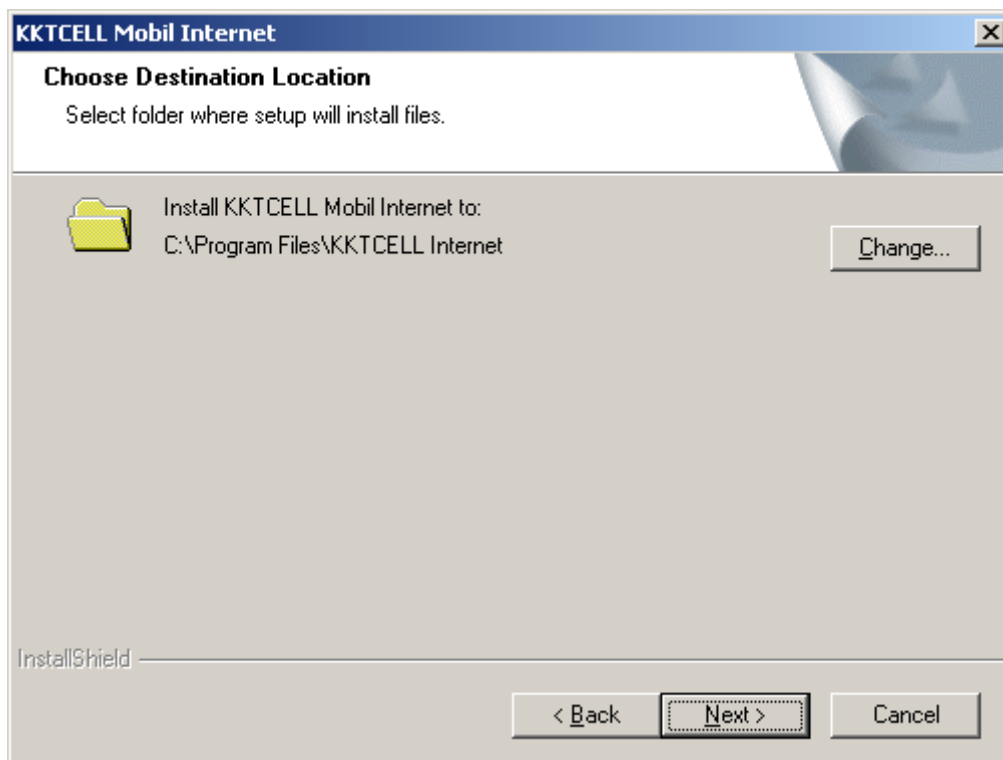 KKTCELL Mobil Internet
Choose Destination Location
Select folder where setup will install files.
Install KKTCELL Mobil Internet to:
C:\Program Files\KKTCELL Internet
Change...
InstallShield
< Back
Next >
Cancel